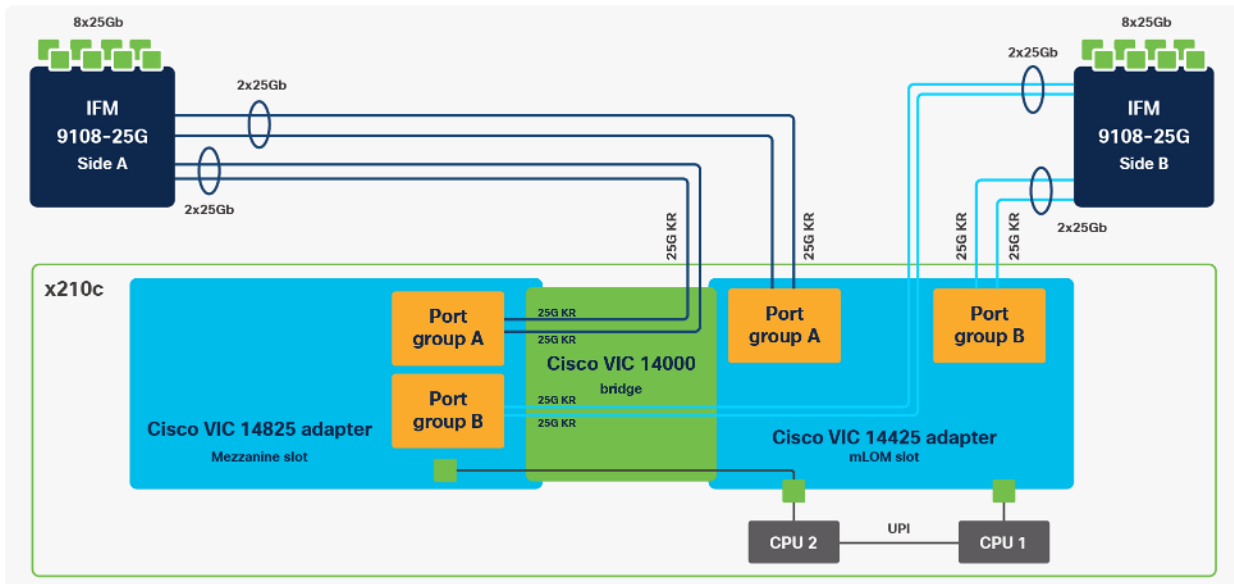 8x25Gb
8x25Gb
2x25Gb
2x25Gb
IFM
9108-25G
Side A
IFM
9108-25G
Side B
2x25Gb
2x25Gb
25G KR
25G KR
25G KR
25G KR
x210c
Port
group A
Port
group B
25G KR
25G KR
25G KR
25G KR
Cisco VIC 14000
bridge
Port
group A
Port
group B
Cisco VIC 14825 adapter
Mezzanine slot
Cisco VIC 14425 adapter
mLOM slot
CPU 2
UPI
CPU 1